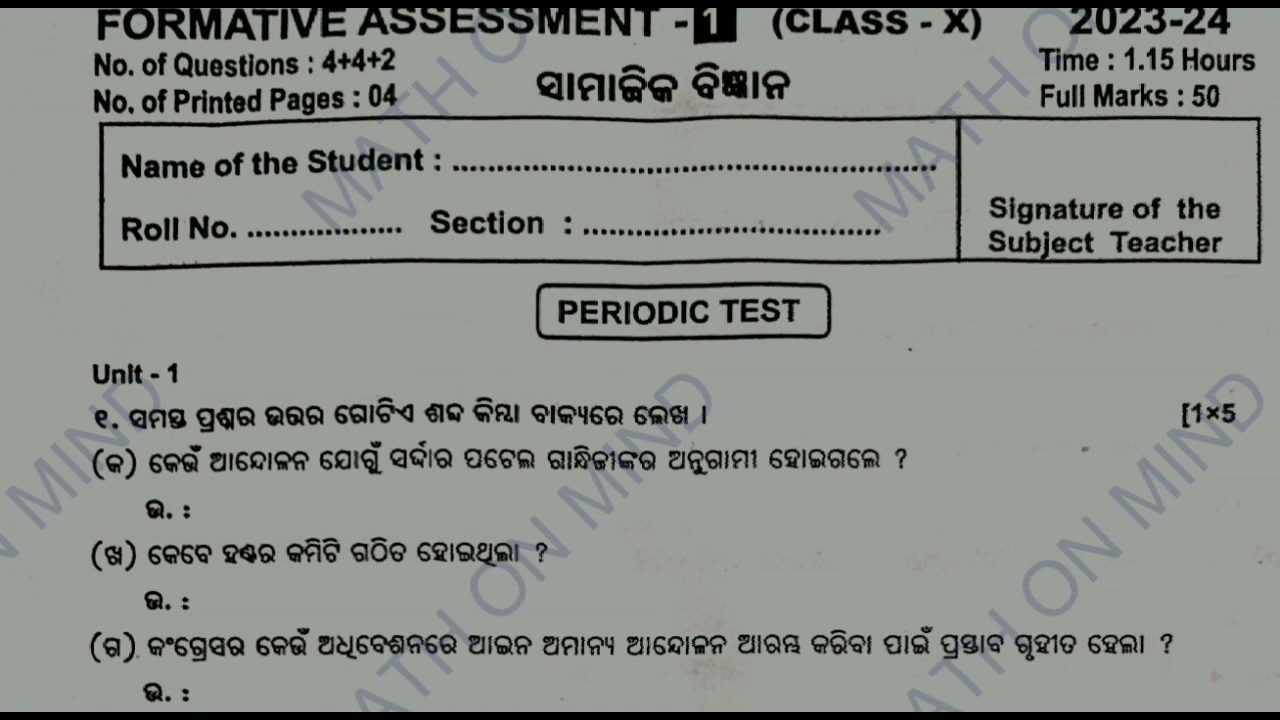 FORMATIVE ASSESSMENT - 1 (CLASS - X) 2023-24
No. of Questions : 4+4+2
ସାମାଜିକ ବିଜ୍ଞାନ
Time : 1.15 Hours
No. of Printed Pages : 04
Full Marks : 50
Name of the Student : ......................................................
Roll No. .................. Section : ..................................
Signature of the
Subject Teacher
PERIODIC TEST
Unit - 1
୧. ସମସ୍ତ ପ୍ରଶ୍ନର ଉତ୍ତର ଗୋଟିଏ ଶବ୍ଦ କିମ୍ବା ବାକ୍ୟରେ ଲେଖ । [1×5
(କ) କେଉଁ ଆନ୍ଦୋଳନ ଯୋଗୁଁ ସର୍ଦ୍ଦାର ପଟେଲ ଗାନ୍ଧିଜୀଙ୍କର ଅନୁଗାମୀ ହୋଇଗଲେ ?
ଉ. :
(ଖ) କେବେ ହଣ୍ଟର କମିଟି ଗଠିତ ହୋଇଥିଲା ?
ଉ. :
(ଗ) କଂଗ୍ରେସର କେଉଁ ଅଧିବେଶନରେ ଆଇନ ଅମାନ୍ୟ ଆନ୍ଦୋଳନ ଆରମ୍ଭ କରିବା ପାଇଁ ପ୍ରସ୍ତାବ ଗୃହୀତ ହେଲା ?
ଉ. :
MATH ON MIND